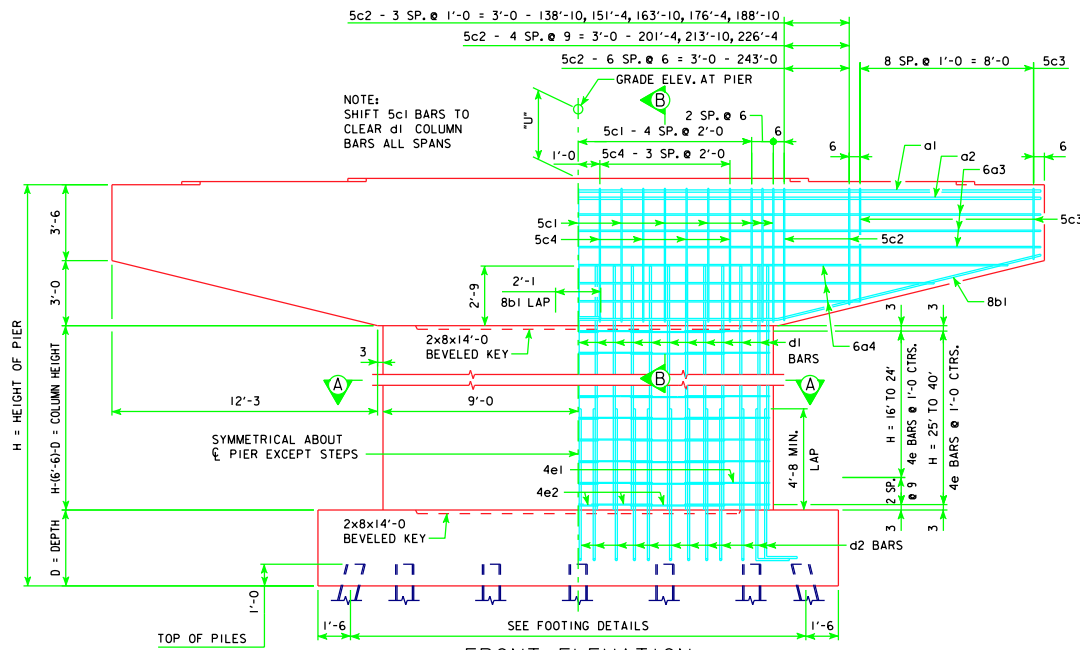 5c2 - 3 SP. @ 1'-0 = 3'-0 - 138'-10, 151'-4, 163'-10, 176'-4, 188'-10
5c2 - 4 SP. @ 9 = 3'-0 - 201'-4, 213'-10, 226'-4
5c2 - 6 SP. @ 6 = 3'-0 - 243'-0
8 SP. @ 1'-0 = 8'-0
5c3
GRADE ELEV. AT PIER
NOTE:
SHIFT 5c1 BARS TO
CLEAR d1 COLUMN
BARS ALL SPANS
"U"
B
2 SP. @ 6
5c1 - 4 SP. @ 2'-0
6
1'-0
5c4 - 3 SP. @ 2'-0
6
a1
a2
6a3
6
3'-6
5c1
5c3
5c4
5c2
3'-0
2'-9
2'-1
8b1 LAP
8b1
2x8x14'-0
BEVELED KEY
d1
BARS
6a4
3
3
3
A
B
A
12'-3
9'-0
H = HEIGHT OF PIER
H-(6'-6)-D = COLUMN HEIGHT
D = DEPTH
SYMMETRICAL ABOUT
℄ PIER EXCEPT STEPS
4'-8 MIN.
LAP
H = 16' TO 24'
4e BARS @ 1'-0 CTRS.
2 SP.
@ 9
H = 25' TO 40'
4e BARS @ 1'-0 CTRS.
4e1
4e2
3
3
2x8x14'-0
BEVELED KEY
d2 BARS
1'-0
TOP OF PILES
1'-6
SEE FOOTING DETAILS
1'-6
FRONT ELEVATION